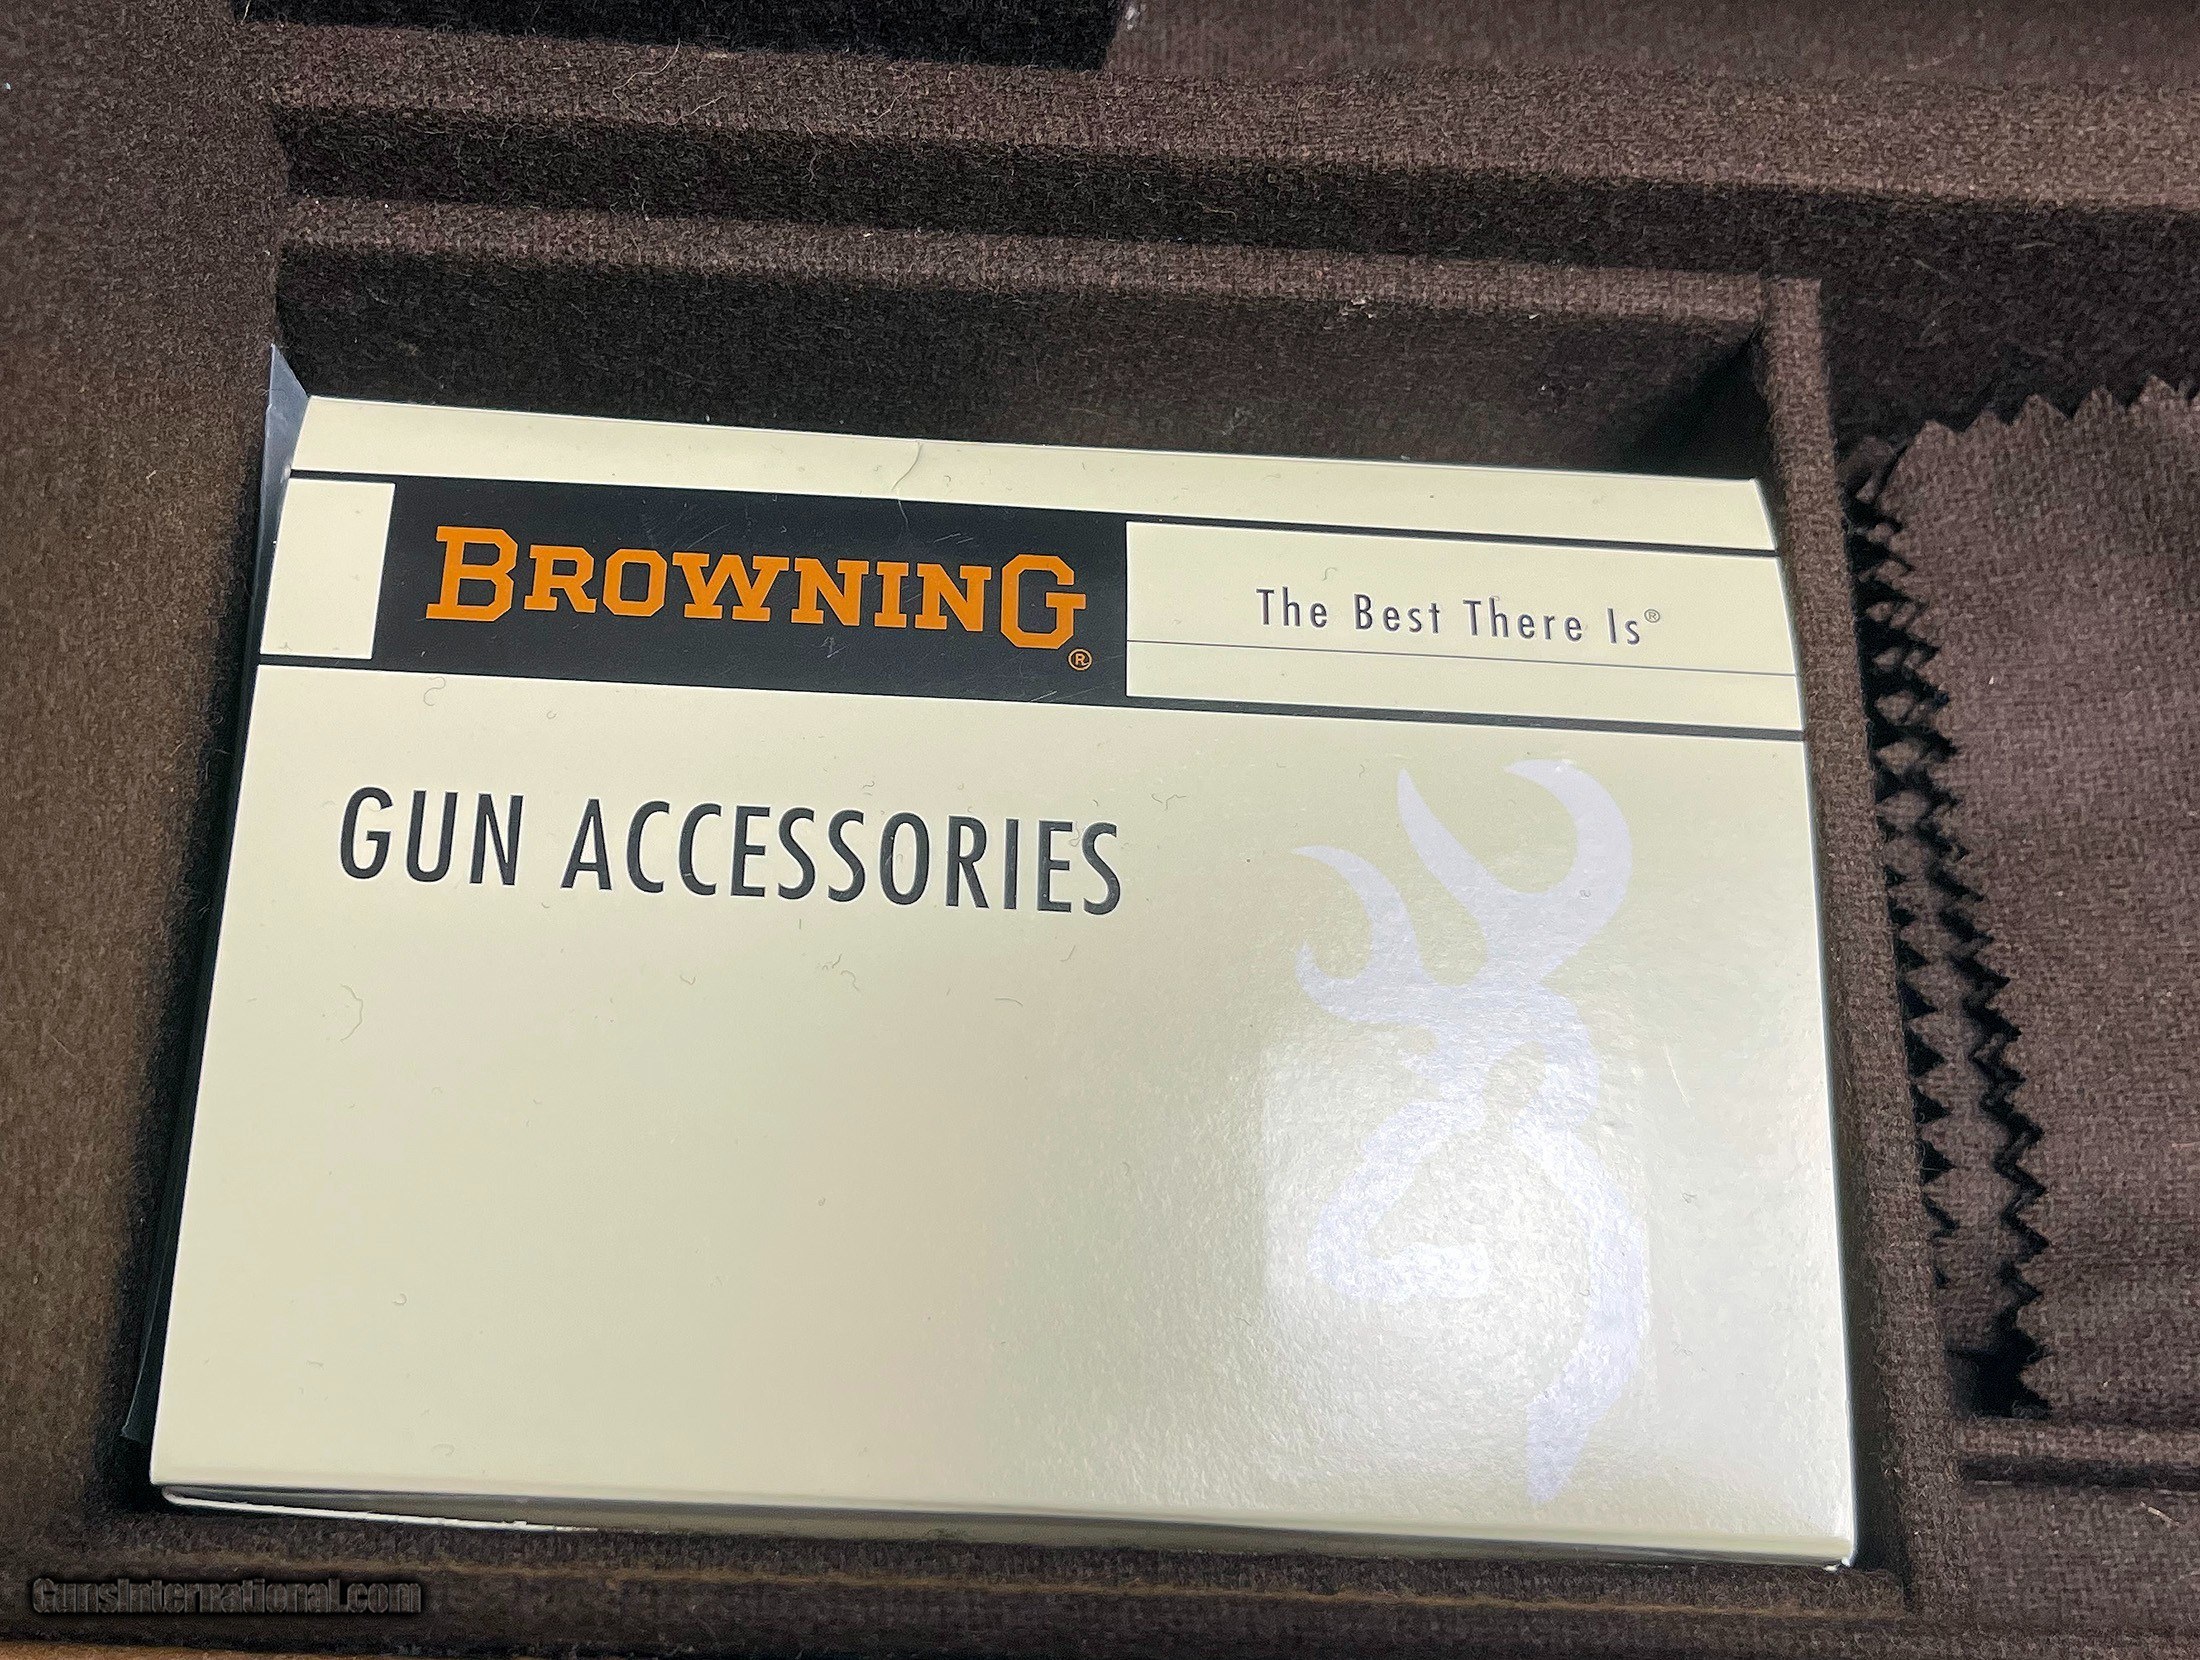 BROWNING®
The Best There Is®
GUN ACCESSORIES
GunsInternational.com